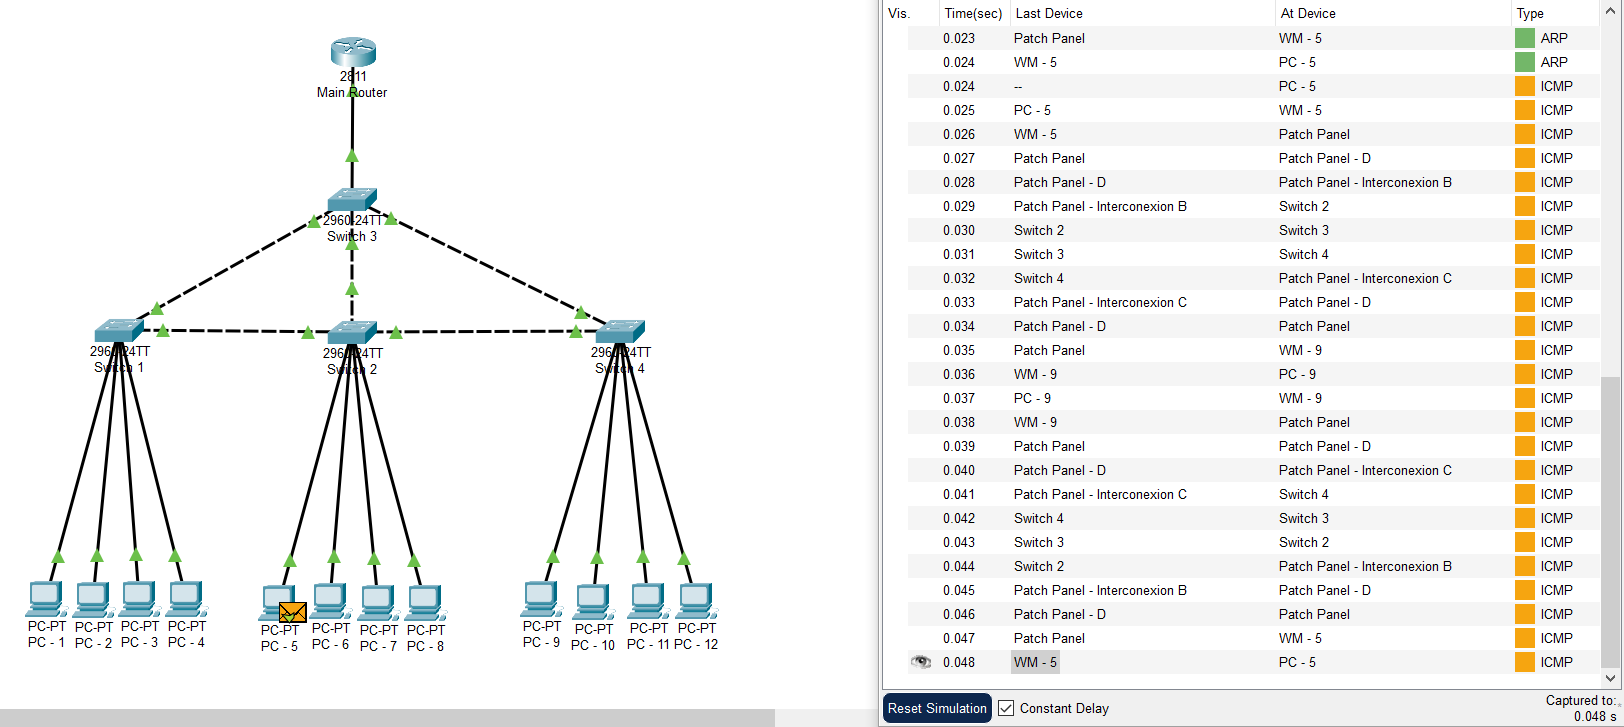 2811
Main Router
2960-24TT
Switch 3
2960-24TT
Switch 1
2960-24TT
Switch 2
2960-24TT
Switch 4
PC-PT
PC - 1
PC-PT
PC - 2
PC-PT
PC - 3
PC-PT
PC - 4
PC-PT
PC - 5
PC-PT
PC - 6
PC-PT
PC - 7
PC-PT
PC - 8
PC-PT
PC - 9
PC-PT
PC - 10
PC-PT
PC - 11
PC-PT
PC - 12
Vis. Time(sec) Last Device At Device Type
0.023 Patch Panel WM - 5 ARP
0.024 WM - 5 PC - 5 ARP
0.024 -- PC - 5 ICMP
0.025 PC - 5 WM - 5 ICMP
0.026 WM - 5 Patch Panel ICMP
0.027 Patch Panel Patch Panel - D ICMP
0.028 Patch Panel - D Patch Panel - Interconexion B ICMP
0.029 Patch Panel - Interconexion B Switch 2 ICMP
0.030 Switch 2 Switch 3 ICMP
0.031 Switch 3 Switch 4 ICMP
0.032 Switch 4 Patch Panel - Interconexion C ICMP
0.033 Patch Panel - Interconexion C Patch Panel - D ICMP
0.034 Patch Panel - D Patch Panel ICMP
0.035 Patch Panel WM - 9 ICMP
0.036 WM - 9 PC - 9 ICMP
0.037 PC - 9 WM - 9 ICMP
0.038 WM - 9 Patch Panel ICMP
0.039 Patch Panel Patch Panel - D ICMP
0.040 Patch Panel - D Patch Panel - Interconexion C ICMP
0.041 Patch Panel - Interconexion C Switch 4 ICMP
0.042 Switch 4 Switch 3 ICMP
0.043 Switch 3 Switch 2 ICMP
0.044 Switch 2 Patch Panel - Interconexion B ICMP
0.045 Patch Panel - Interconexion B Patch Panel - D ICMP
0.046 Patch Panel - D Patch Panel ICMP
0.047 Patch Panel WM - 5 ICMP
0.048 WM - 5 PC - 5 ICMP
Reset Simulation Constant Delay Captured to:
0.048 s